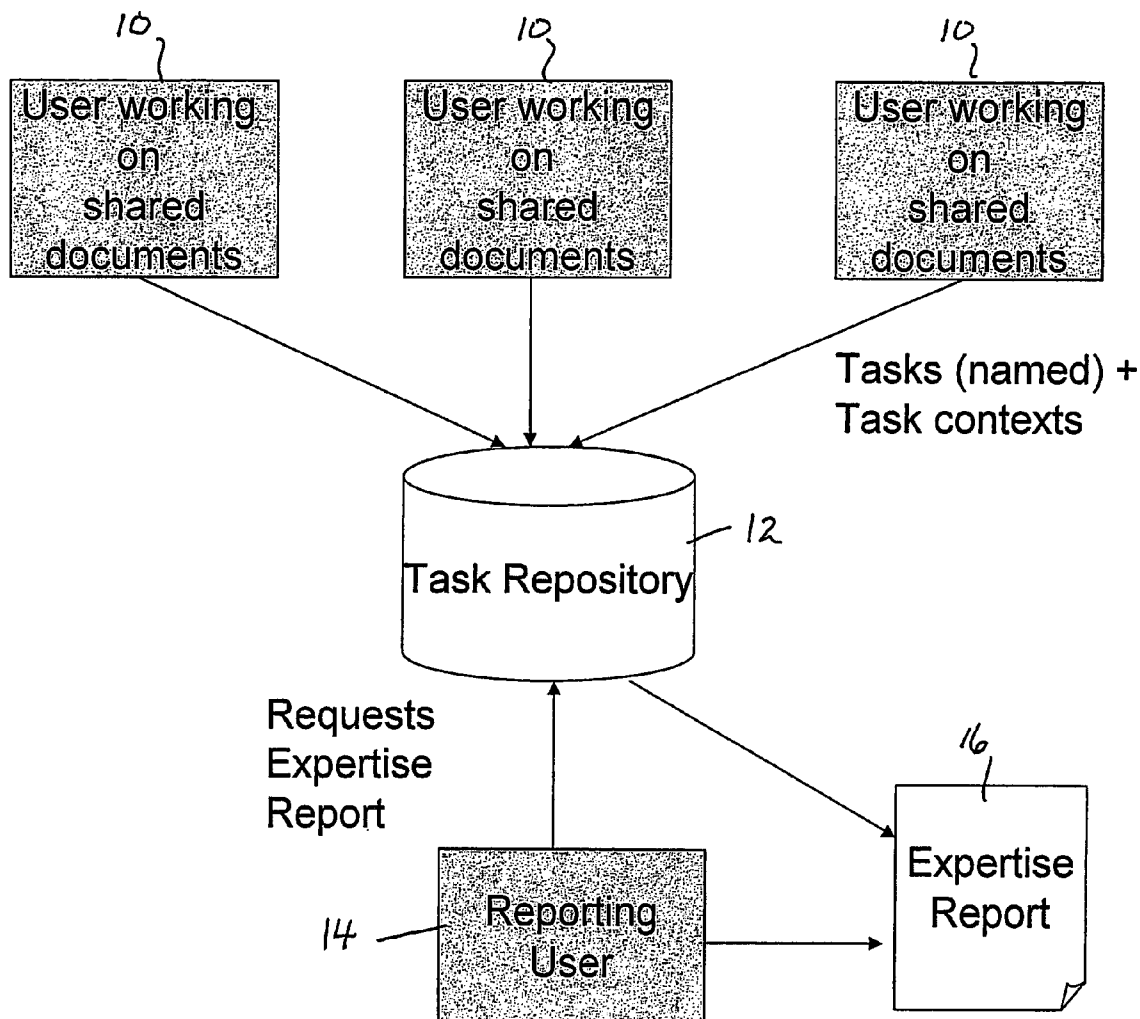 10
10
10
User working
on
shared
documents
User working
on
shared
documents
User working
on
shared
documents
Tasks (named) +
Task contexts
12
Task Repository
Requests
Expertise
Report
16
Expertise
Report
14
Reporting
User